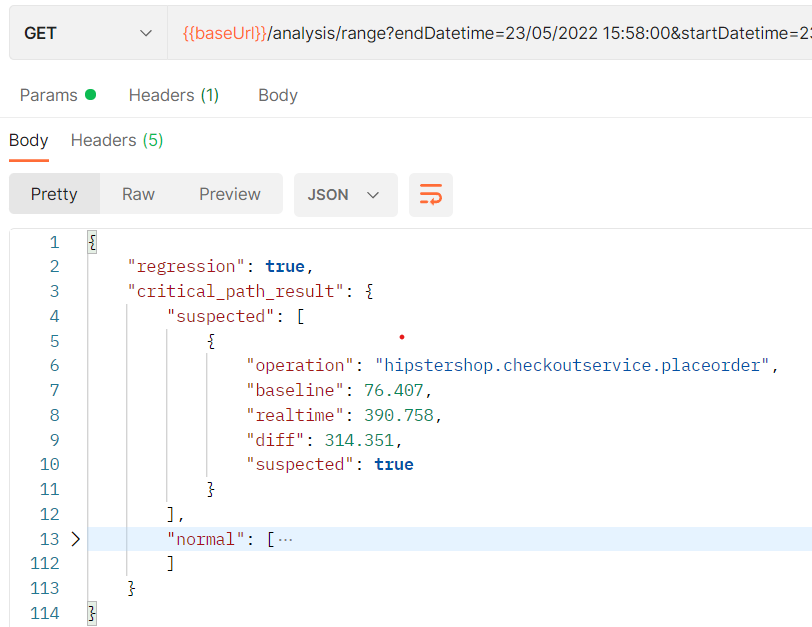 GET {{baseUrl}}/analysis/range?endDatetime=23/05/2022 15:58:00&startDatetime=23
Params Headers (1) Body
Body Headers (5)
Pretty Raw Preview JSON
1 {
2 "regression": true,
3 "critical_path_result": {
4 "suspected": [
5 {
6 "operation": "hipstershop.checkoutservice.placeorder",
7 "baseline": 76.407,
8 "realtime": 390.758,
9 "diff": 314.351,
10 "suspected": true
11 }
12 ],
13 "normal": [···
112 ]
113 }
114 }